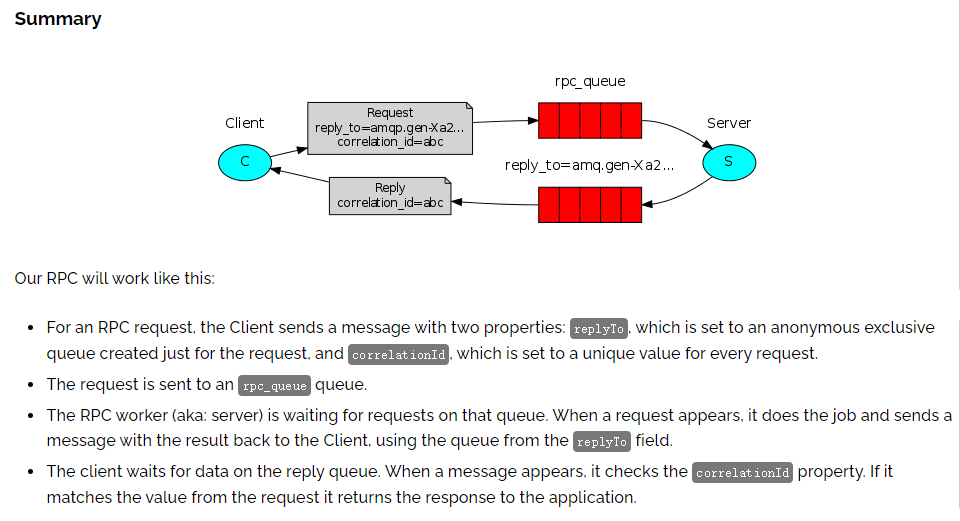 Summary
rpc_queue
Client
Request
reply_to=amqp.gen-Xa2...
correlation_id=abc
Server
C
S
reply_to=amq.gen-Xa2...
Reply
correlation_id=abc
Our RPC will work like this:
• For an RPC request, the Client sends a message with two properties: replyTo, which is set to an anonymous exclusive
queue created just for the request, and correlationId, which is set to a unique value for every request.
• The request is sent to an rpc_queue queue.
• The RPC worker (aka: server) is waiting for requests on that queue. When a request appears, it does the job and sends a
message with the result back to the Client, using the queue from the replyTo field.
• The client waits for data on the reply queue. When a message appears, it checks the correlationId property. If it
matches the value from the request it returns the response to the application.